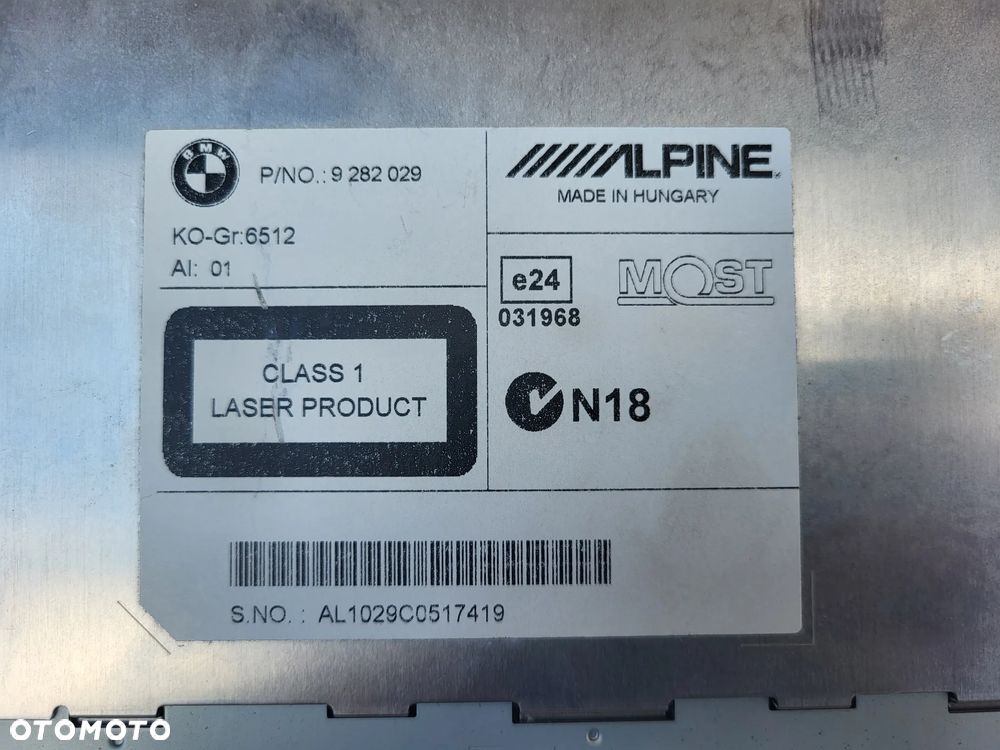 BMW
P/NO.: 9 282 029
KO-Gr:6512
AI: 01
ALPINE
MADE IN HUNGARY
e24
031968
MOST
N18
CLASS 1
LASER PRODUCT
S.NO. : AL1029C0517419
OTOMOTO